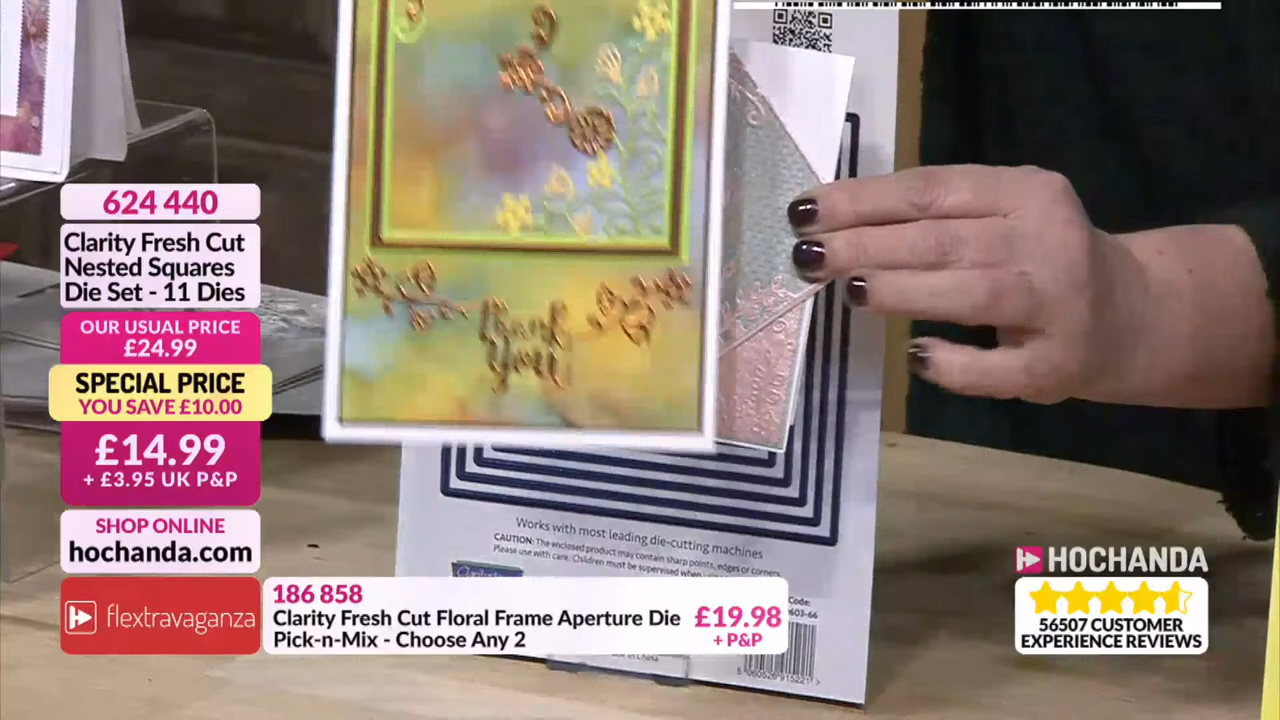 624 440
Clarity Fresh Cut
Nested Squares
Die Set - 11 Dies
OUR USUAL PRICE
£24.99
SPECIAL PRICE
YOU SAVE £10.00
£14.99
+ £3.95 UK P&P
SHOP ONLINE
hochanda.com
flextravaganza
186 858
Clarity Fresh Cut Floral Frame Aperture Die
Pick-n-Mix - Choose Any 2
£19.98
+ P&P
thank
you
Works with most leading die-cutting machines
CAUTION: The enclosed product may contain sharp points, edges or corners.
Please use with care. Children must be supervised when
Code:
HOCHANDA
56507 CUSTOMER
EXPERIENCE REVIEWS